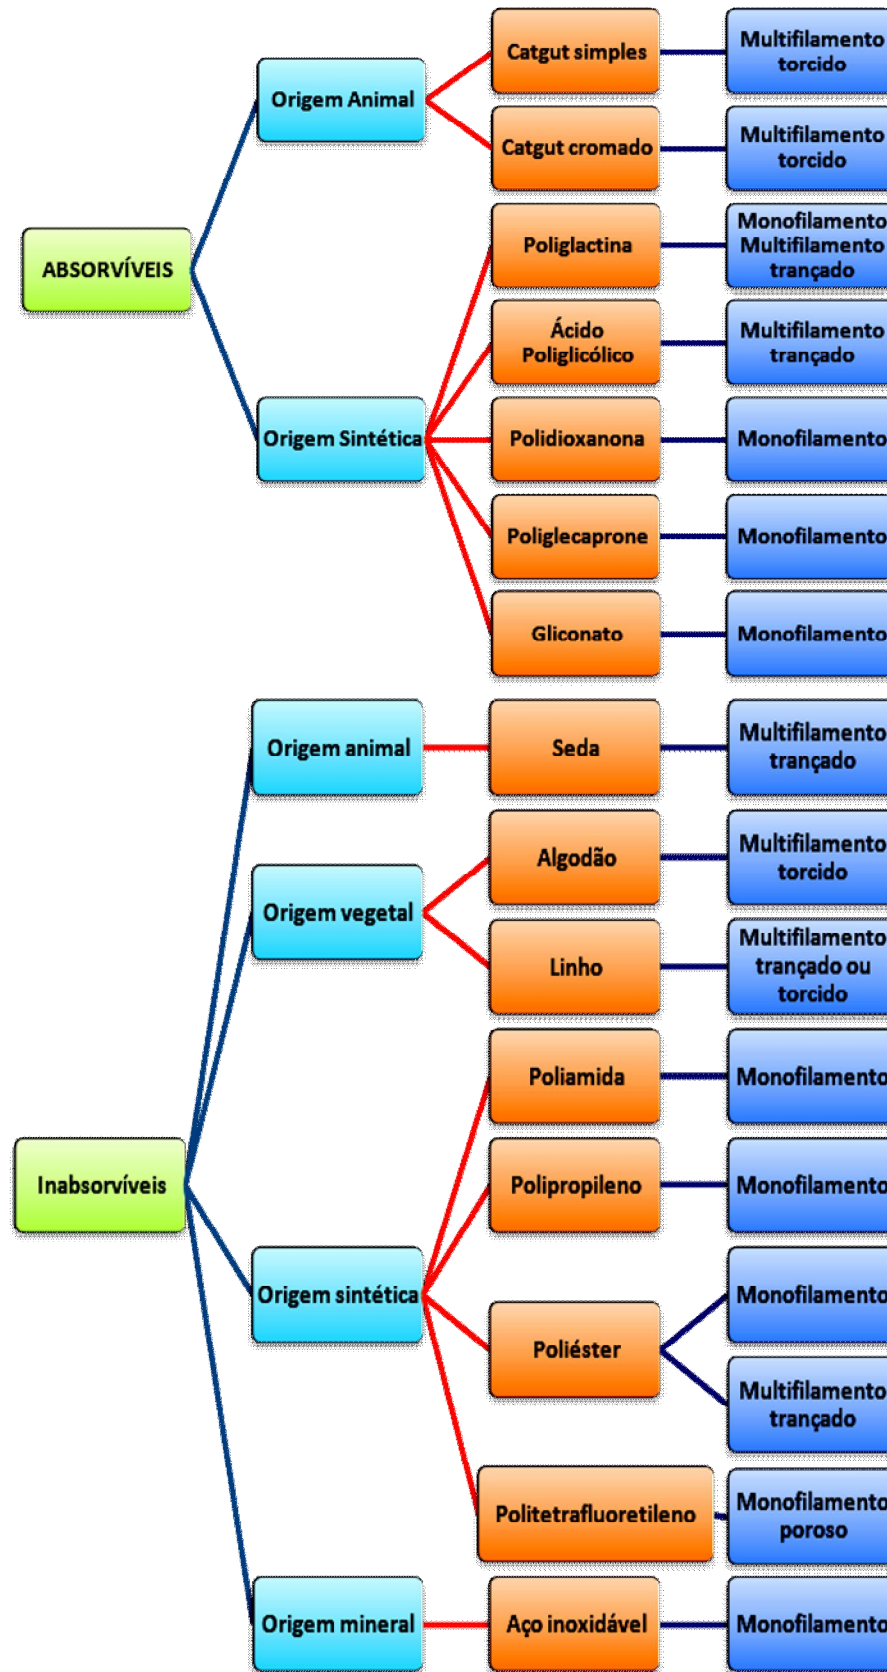 ABSORVÍVEIS
Origem Animal
Catgut simples
Multifilamento
torcido
Catgut cromado
Multifilamento
torcido
Origem Sintética
Poliglactina
Monofilamento
Multifilamento
trançado
Ácido
Poliglicólico
Multifilamento
trançado
Polidioxanona
Monofilamento
Poliglecaprone
Monofilamento
Gliconato
Monofilamento
Inabsorvíveis
Origem animal
Seda
Multifilamento
trançado
Origem vegetal
Algodão
Multifilamento
torcido
Linho
Multifilamento
trançado ou
torcido
Origem sintética
Poliamida
Monofilamento
Polipropileno
Monofilamento
Poliéster
Monofilamento
Multifilamento
trançado
Politetrafluoretileno
Monofilamento
poroso
Origem mineral
Aço inoxidável
Monofilamento